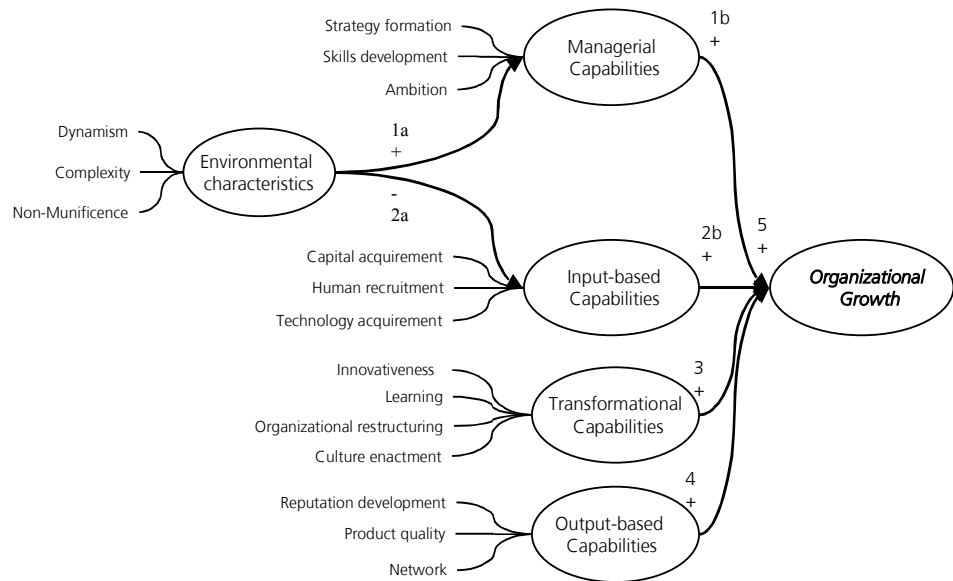 Strategy formation
Skills development
Ambition
Managerial
Capabilities
1b
+
Dynamism
Complexity
Non-Munificence
Environmental
characteristics
1a
+
-
2a
Capital acquirement
Human recruitment
Technology acquirement
Input-based
Capabilities
2b
+
5
+
Organizational
Growth
Innovativeness
Learning
Organizational restructuring
Culture enactment
Transformational
Capabilities
3
+
Reputation development
Product quality
Network
Output-based
Capabilities
4
+